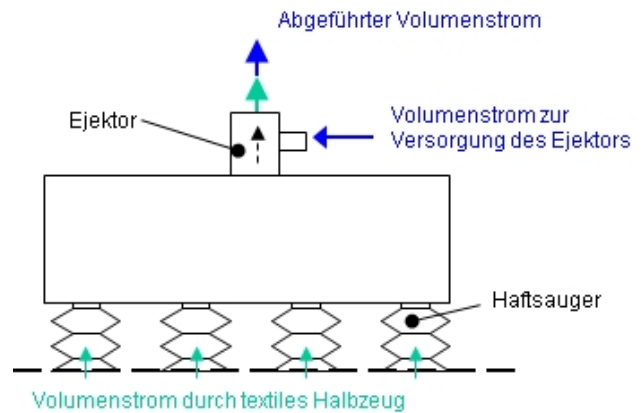 Abgeführter Volumenstrom
Ejektor
Volumenstrom zur
Versorgung des Ejektors
Haftsauger
Volumenstrom durch textiles Halbzeug